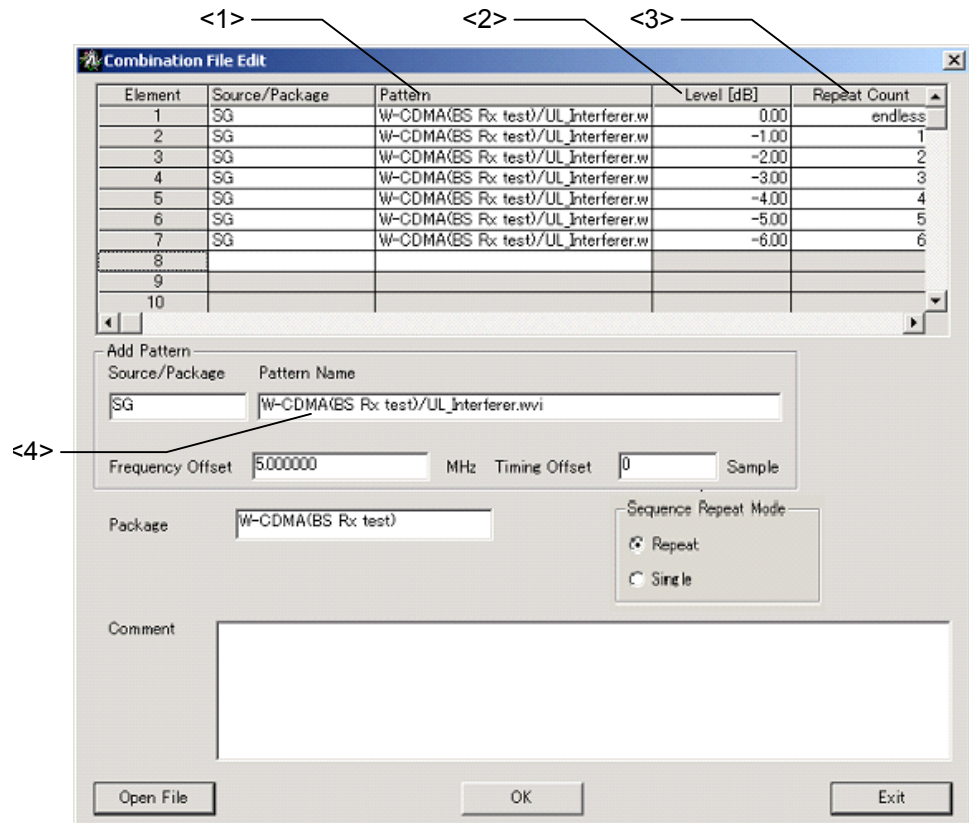 <1> <2> <3>
Combination File Edit
Element Source/Package Pattern Level [dB] Repeat Count
1 SG W-CDMA(BS Rx test)/UL_Interferer.w 0.00 endless
2 SG W-CDMA(BS Rx test)/UL_Interferer.w -1.00 1
3 SG W-CDMA(BS Rx test)/UL_Interferer.w -2.00 2
4 SG W-CDMA(BS Rx test)/UL_Interferer.w -3.00 3
5 SG W-CDMA(BS Rx test)/UL_Interferer.w -4.00 4
6 SG W-CDMA(BS Rx test)/UL_Interferer.w -5.00 5
7 SG W-CDMA(BS Rx test)/UL_Interferer.w -6.00 6
8
9
10
Add Pattern
Source/Package Pattern Name
SG W-CDMA(BS Rx test)/UL_Interferer.wvi
<4>
Frequency Offset 5.000000 MHz Timing Offset 0 Sample
Package W-CDMA(BS Rx test)
Sequence Repeat Mode
Repeat
Single
Comment
Open File OK Exit